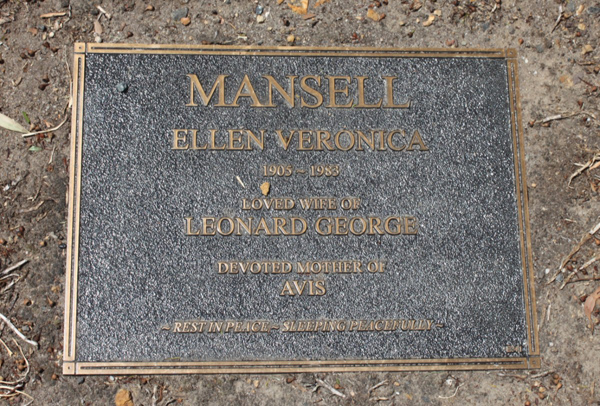 MANSELL
ELLEN VERONICA
1905 ~ 1983
LOVED WIFE OF
LEONARD GEORGE
DEVOTED MOTHER OF
AVIS
~ REST IN PEACE ~ SLEEPING PEACEFULLY ~